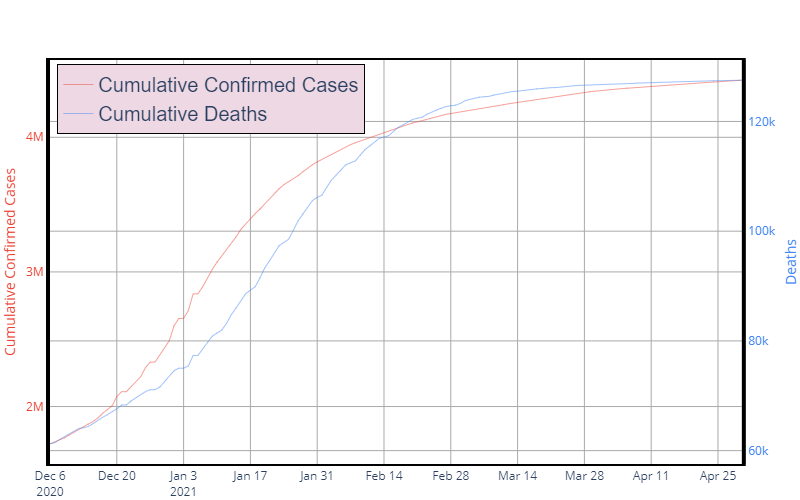 Cumulative Confirmed Cases
Cumulative Deaths
4M
3M
2M
Cumulative Confirmed Cases
120k
100k
80k
60k
Deaths
Dec 6 Dec 20 Jan 3 Jan 17 Jan 31 Feb 14 Feb 28 Mar 14 Mar 28 Apr 11 Apr 25
2020 2021